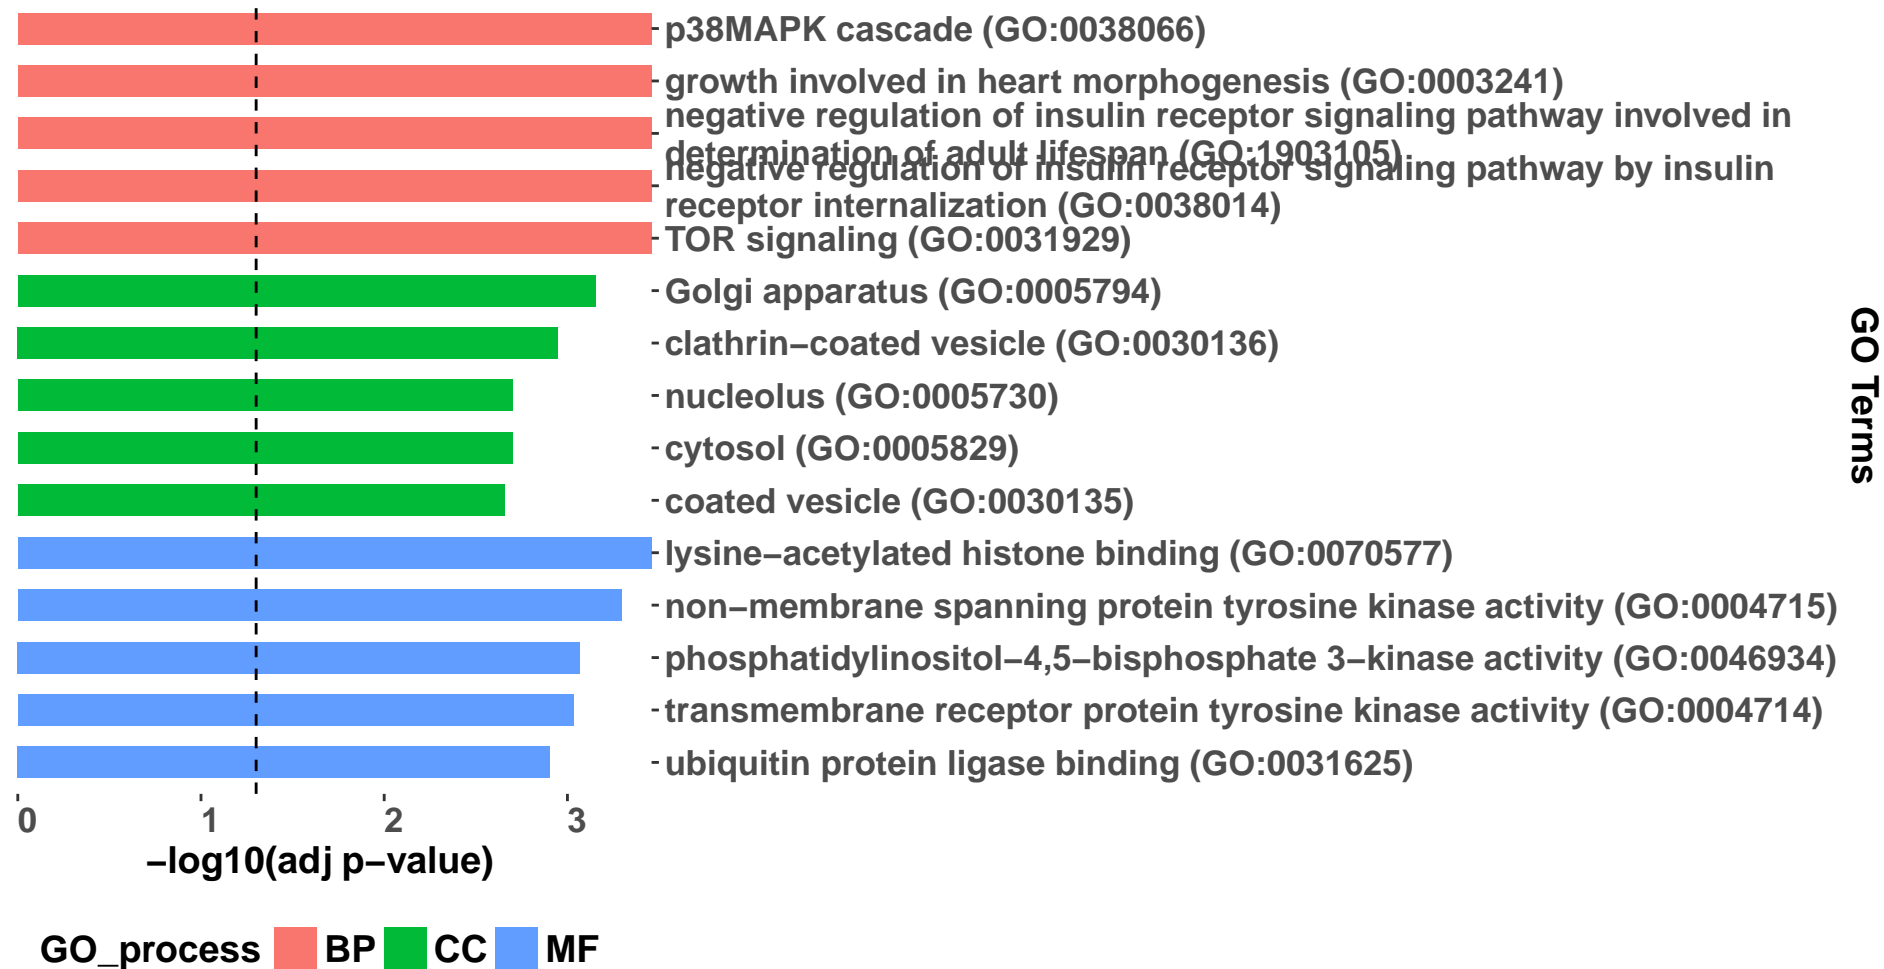 p38MAPK cascade (GO:0038066)
growth involved in heart morphogenesis (GO:0003241)
negative regulation of insulin receptor signaling pathway involved in
determination of adult lifespan (GO:1903105)
negative regulation of insulin receptor signaling pathway by insulin
receptor internalization (GO:0038014)
TOR signaling (GO:0031929)
Golgi apparatus (GO:0005794)
clathrin−coated vesicle (GO:0030136)
nucleolus (GO:0005730)
cytosol (GO:0005829)
coated vesicle (GO:0030135)
lysine−acetylated histone binding (GO:0070577)
non−membrane spanning protein tyrosine kinase activity (GO:0004715)
phosphatidylinositol−4,5−bisphosphate 3−kinase activity (GO:0046934)
transmembrane receptor protein tyrosine kinase activity (GO:0004714)
ubiquitin protein ligase binding (GO:0031625)
GO Terms
0 1 2 3
−log10(adj p−value)
GO_process BP CC MF